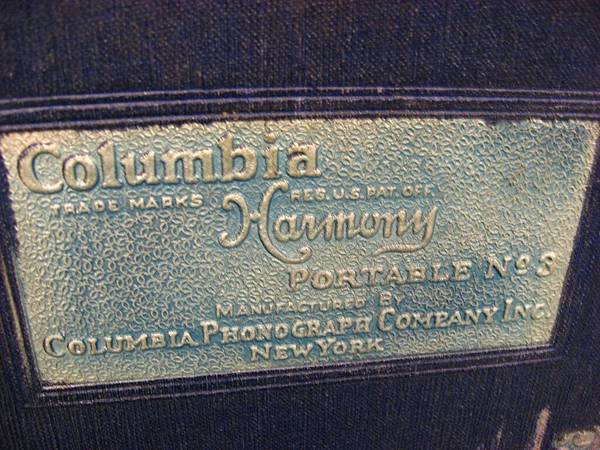 Columbia
TRADE MARKS REG. U.S. PAT. OFF.
Harmony
PORTABLE No 3
MANUFACTURED BY
COLUMBIA PHONOGRAPH COMPANY INC.
NEW YORK